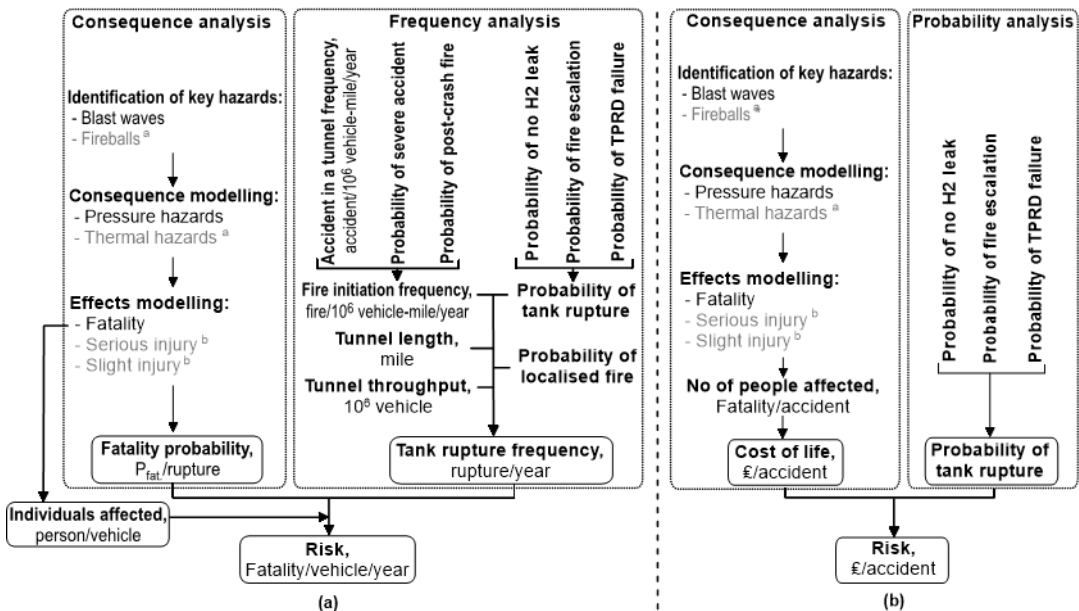 Consequence analysis
Identification of key hazards:
- Blast waves
- Fireballs a
Consequence modelling:
- Pressure hazards
- Thermal hazards a
Effects modelling:
- Fatality
- Serious injury b
- Slight injury b
Fatality probability,
Pfat./rupture
Individuals affected,
person/vehicle
Frequency analysis
Accident in a tunnel frequency,
accident/10⁶ vehicle-mile/year
Probability of severe accident
Probability of post-crash fire
Probability of no H2 leak
Probability of fire escalation
Probability of TPRD failure
Fire initiation frequency,
fire/10⁶ vehicle-mile/year
Probability of
tank rupture
Tunnel length,
mile
Probability of
localised fire
Tunnel throughput,
10⁶ vehicle
Tank rupture frequency,
rupture/year
Risk,
Fatality/vehicle/year
(a)
Consequence analysis
Identification of key hazards:
- Blast waves
- Fireballs a
Consequence modelling:
- Pressure hazards
- Thermal hazards a
Effects modelling:
- Fatality
- Serious injury b
- Slight injury b
No of people affected,
Fatality/accident
Cost of life,
₤/accident
Probability analysis
Probability of no H2 leak
Probability of fire escalation
Probability of TPRD failure
Probability of
tank rupture
Risk,
₤/accident
(b)